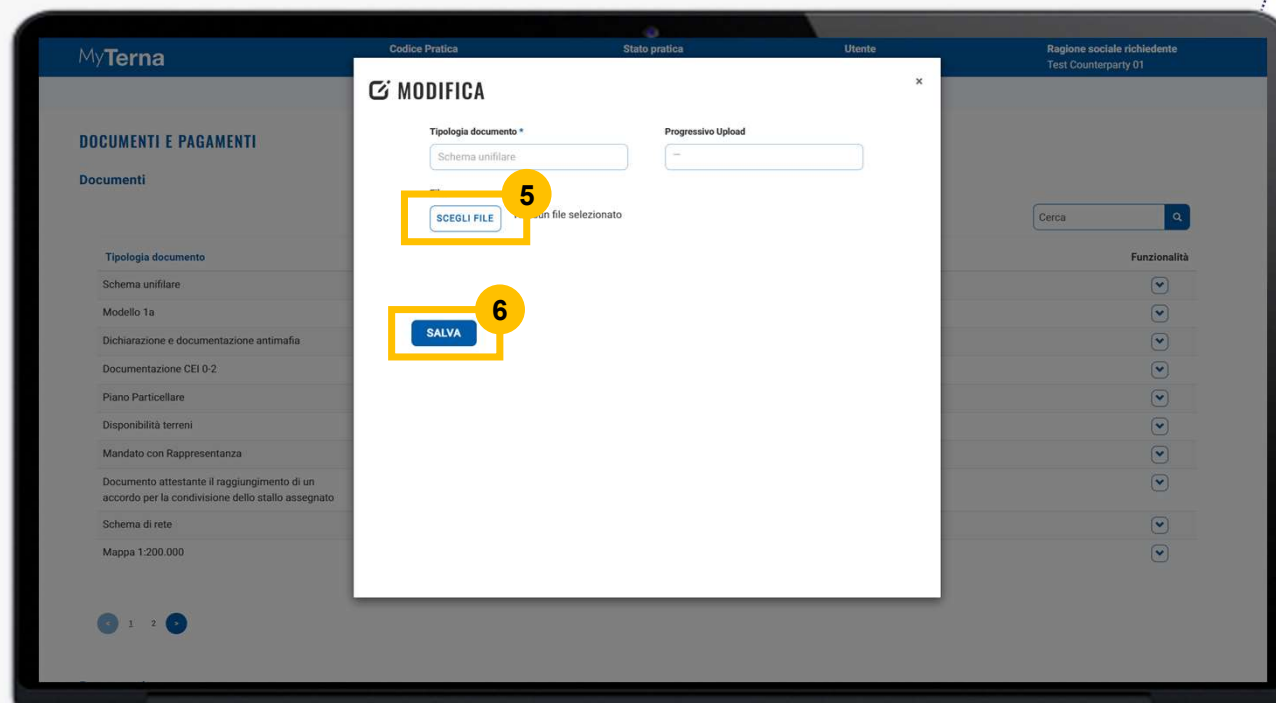 MyTerna
Codice Pratica
Stato pratica
Utente
Ragione sociale richiedente
Test Counterparty 01
MODIFICA
×
Tipologia documento *
Progressivo Upload
Schema unifilare
—
5
SCEGLI FILE
file selezionato
6
SALVA
DOCUMENTI E PAGAMENTI
Documenti
Cerca
Tipologia documento
Funzionalità
Schema unifilare
Modello 1a
Dichiarazione e documentazione antimafia
Documentazione CEI 0-2
Piano Particellare
Disponibilità terreni
Mandato con Rappresentanza
Documento attestante il raggiungimento di un
accordo per la condivisione dello stallo assegnato
Schema di rete
Mappa 1:200.000
< 1 2 >